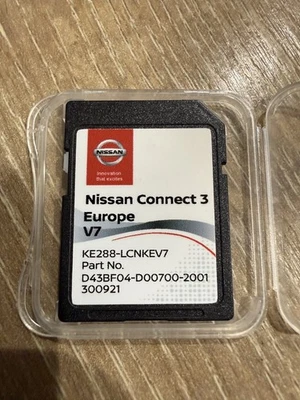 NISSAN
Innovation
that excites
Nissan Connect 3
Europe
V7
KE288-LCNKEV7
Part No.
D43BF04-D00700-2001
300921